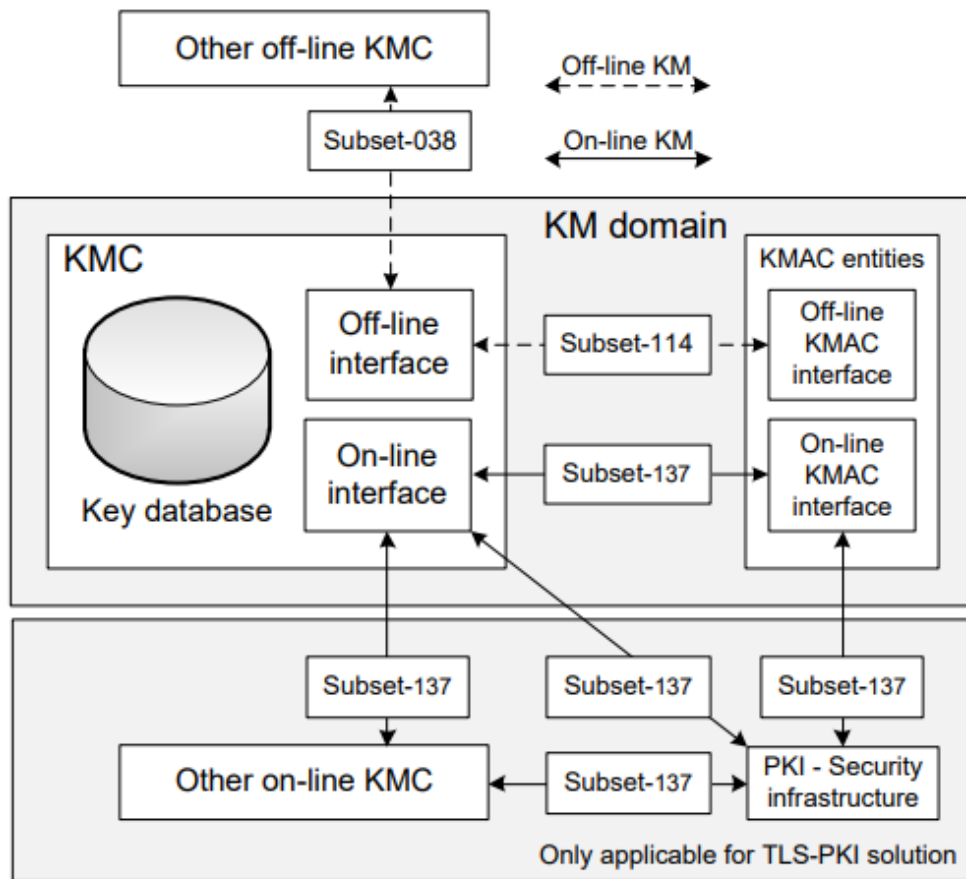 Other off-line KMC
Off-line KM
Subset-038
On-line KM
KM domain
KMC
KMAC entities
Off-line
interface
Subset-114
Off-line
KMAC
interface
On-line
interface
Subset-137
On-line
KMAC
interface
Key database
Subset-137
Subset-137
Subset-137
Other on-line KMC
Subset-137
PKI - Security
infrastructure
Only applicable for TLS-PKI solution